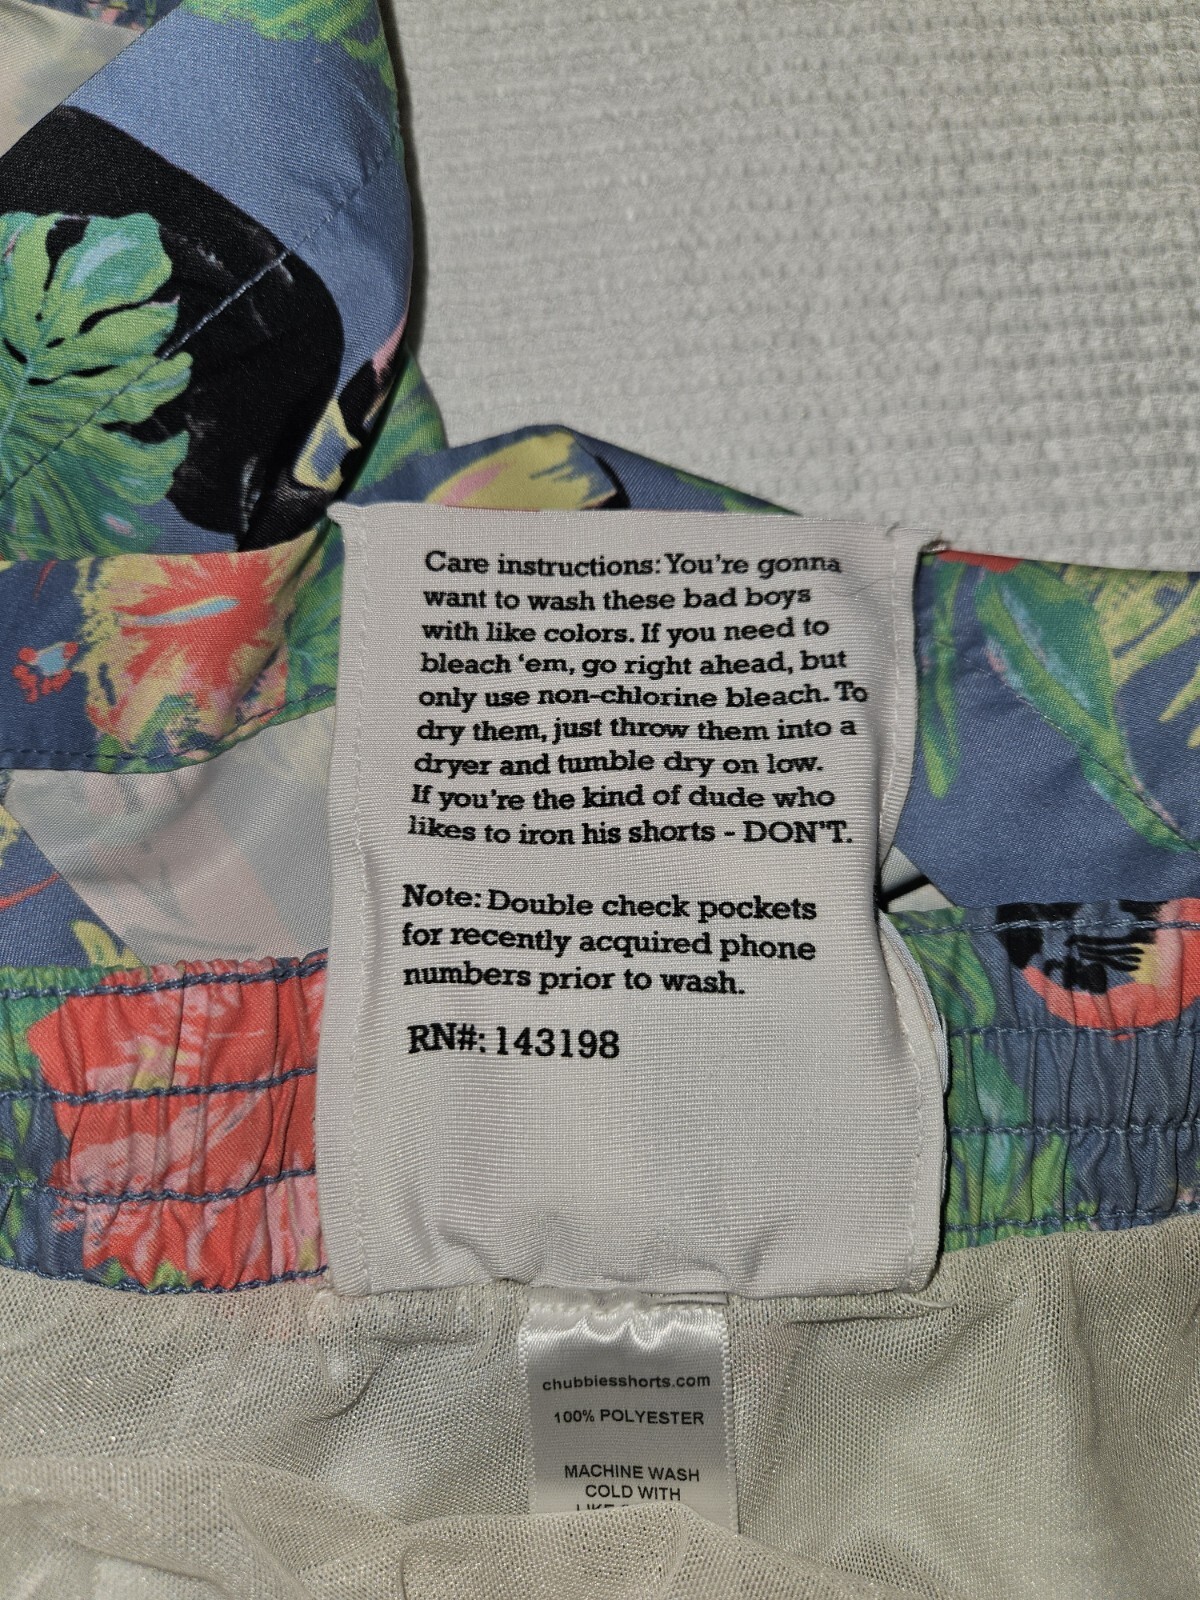 Care instructions: You're gonna
want to wash these bad boys
with like colors. If you need to
bleach 'em, go right ahead, but
only use non-chlorine bleach. To
dry them, just throw them into a
dryer and tumble dry on low.
If you're the kind of dude who
likes to iron his shorts - DON'T.
Note: Double check pockets
for recently acquired phone
numbers prior to wash.
RN#: 143198
chubbiesshorts.com
100% POLYESTER
MACHINE WASH
COLD WITH